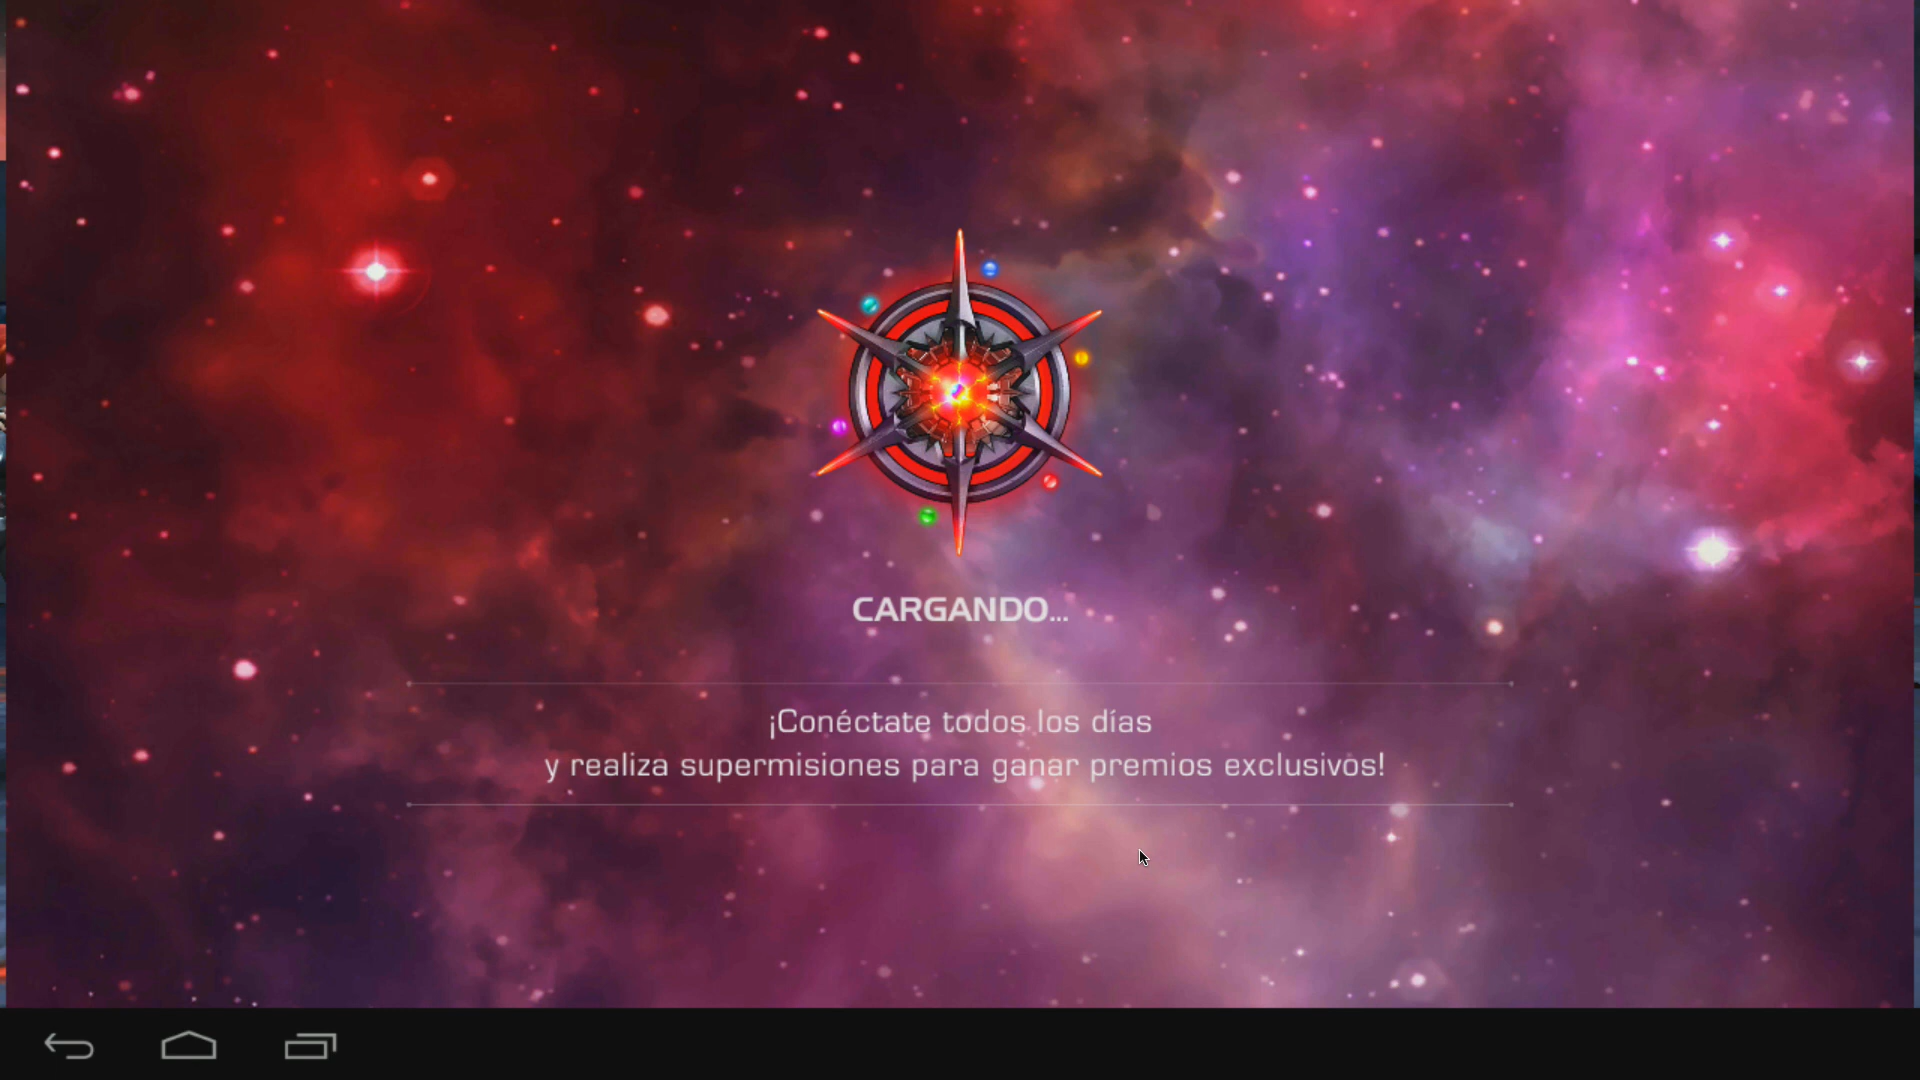 CARGANDO...
¡Conéctate todos los días
y realiza supermisiones para ganar premios exclusivos!